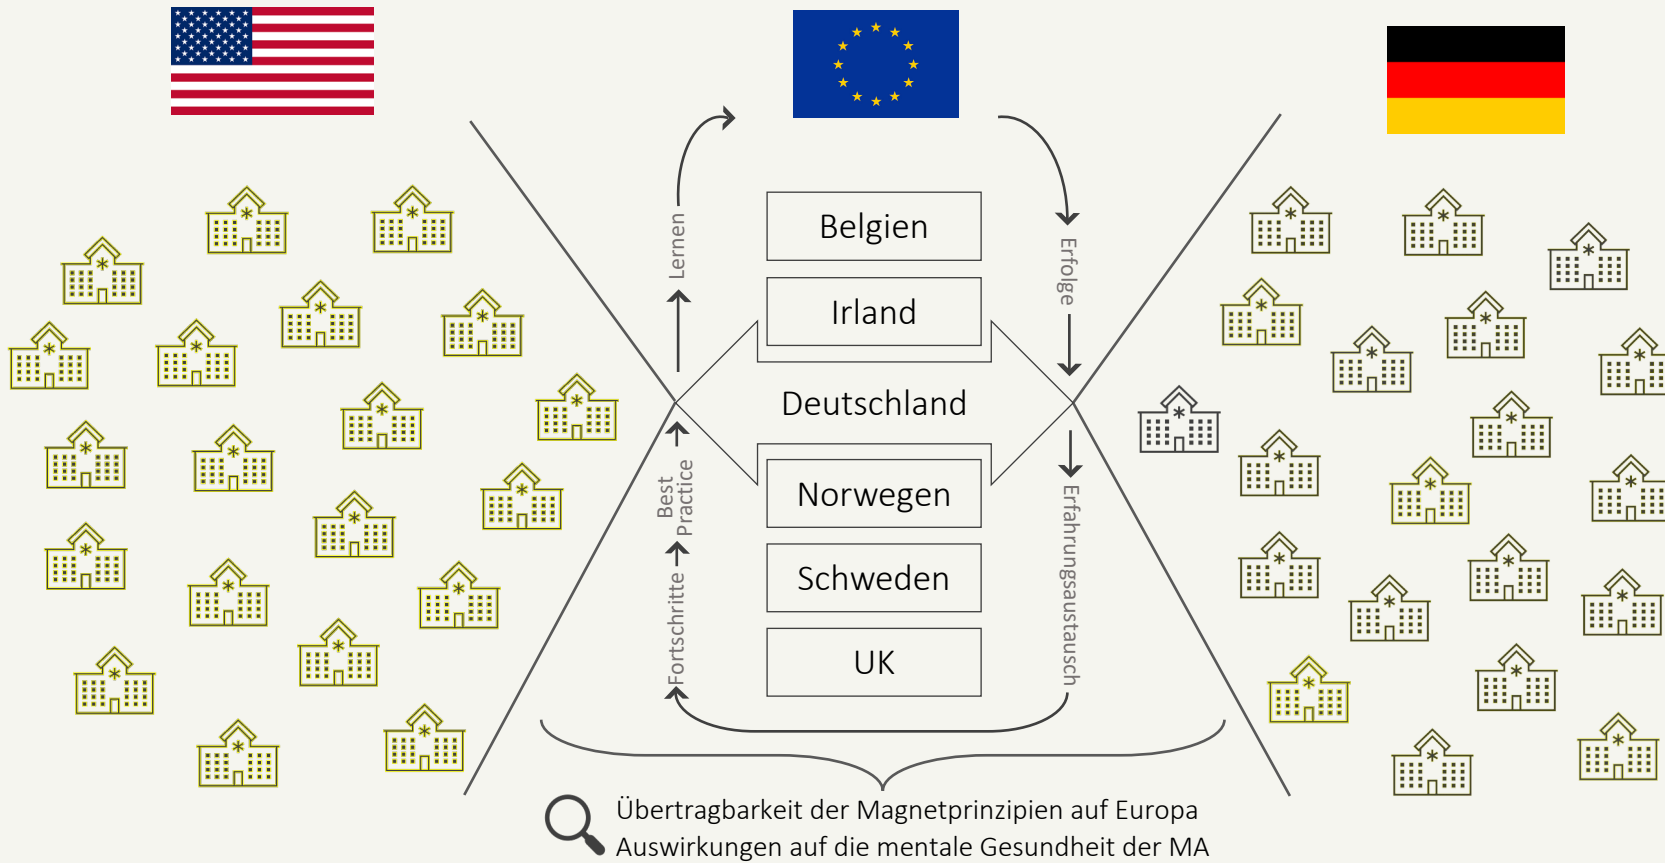 Belgien
Irland
Deutschland
Norwegen
Schweden
UK
Fortschritte
Best
Practice
Lernen
Erfolge
Erfahrungsaustausch
Übertragbarkeit der Magnetprinzipien auf Europa
Auswirkungen auf die mentale Gesundheit der MA